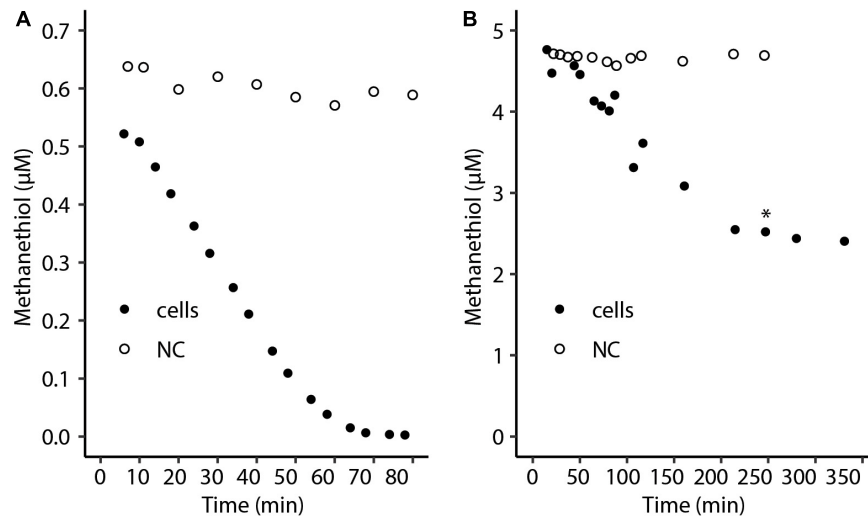 A
Methanethiol (µM)
0.7
0.6
0.5
0.4
0.3
0.2
0.1
0.0
cells
NC
0 10 20 30 40 50 60 70 80
Time (min)
B
Methanethiol (µM)
5
4
3
2
1
0
*
cells
NC
0 50 100 150 200 250 300 350
Time (min)